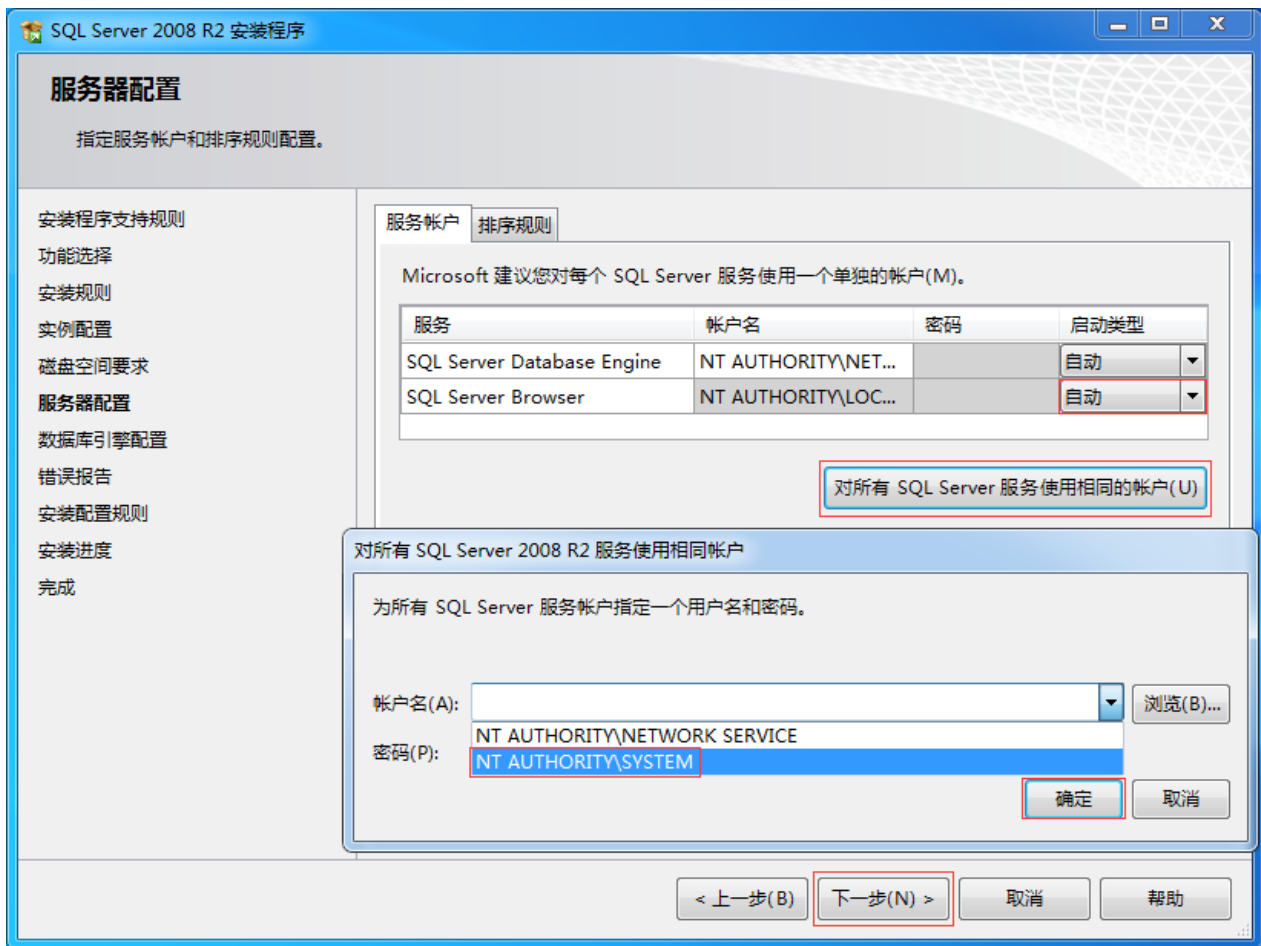 SQL Server 2008 R2 安装程序
服务器配置
指定服务帐户和排序规则配置。
安装程序支持规则
功能选择
安装规则
实例配置
磁盘空间要求
服务器配置
数据库引擎配置
错误报告
安装配置规则
安装进度
完成
服务帐户 排序规则
Microsoft 建议您对每个 SQL Server 服务使用一个单独的帐户(M)。
服务 帐户名 密码 启动类型
SQL Server Database Engine NT AUTHORITY\NET... 自动
SQL Server Browser NT AUTHORITY\LOC... 自动
对所有 SQL Server 服务使用相同的帐户(U)
对所有 SQL Server 2008 R2 服务使用相同帐户
为所有 SQL Server 服务帐户指定一个用户名和密码。
帐户名(A): 浏览(B)...
NT AUTHORITY\NETWORK SERVICE
密码(P): NT AUTHORITY\SYSTEM
确定 取消
< 上一步(B) 下一步(N) > 取消 帮助